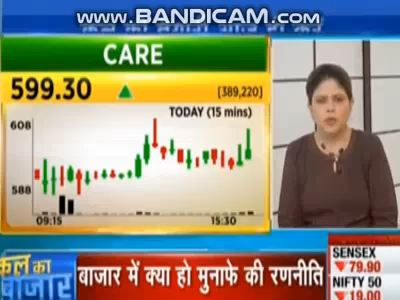 www.BANDICAM.com
CARE
599.30
[389,220]
TODAY (15 mins)
608
588
09:15
15:30
कल का
बाजार
बाजार में क्या हो मुनाफे की रणनीति
SENSEX
▼79.90
NIFTY 50
▼19.00